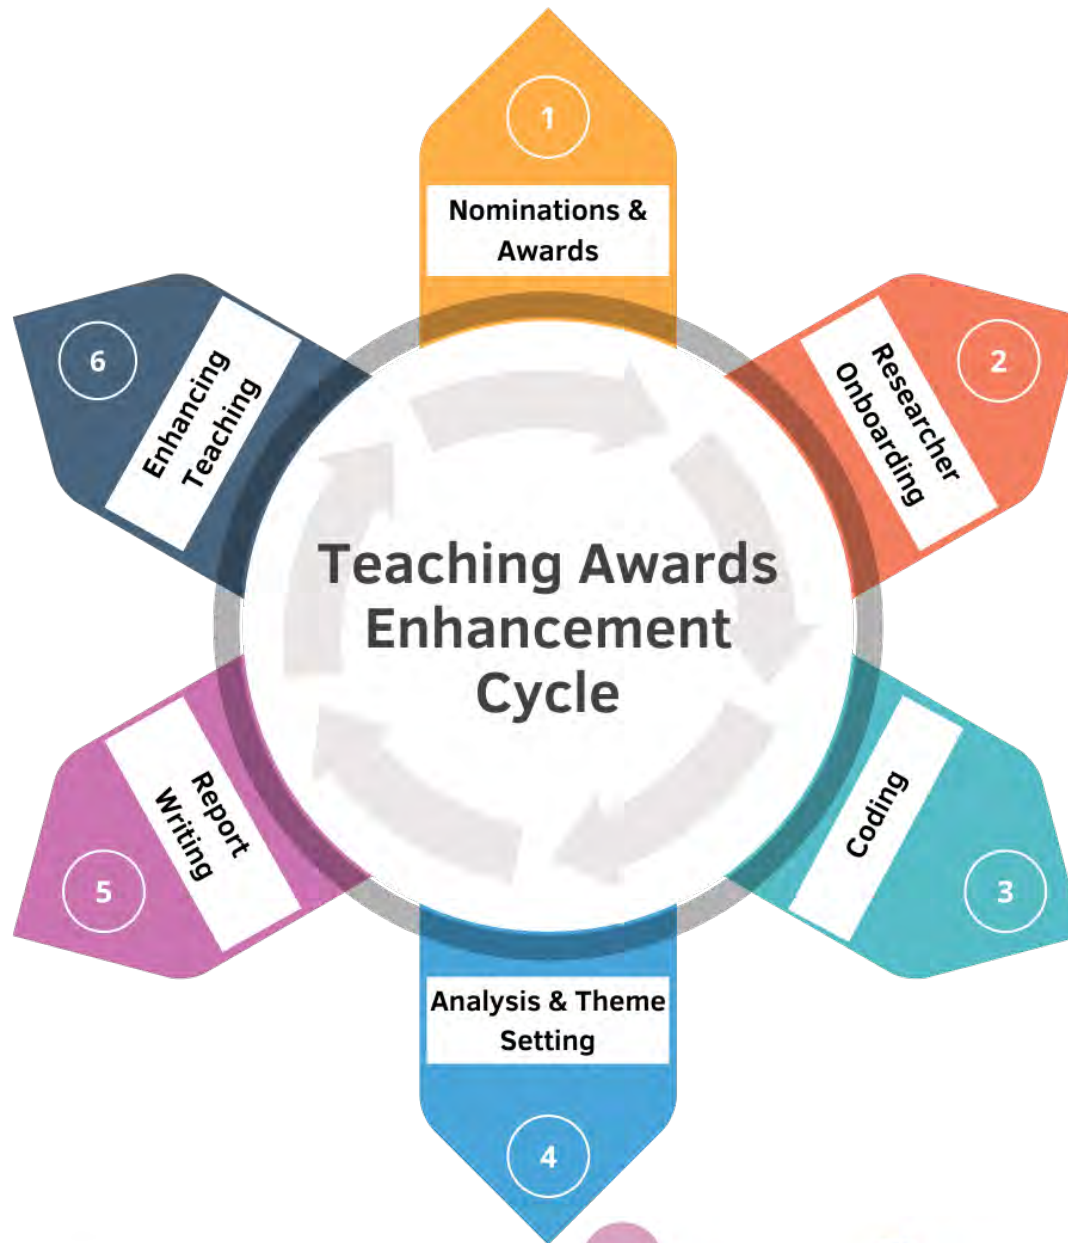 1
Nominations &
Awards
2
Researcher
Onboarding
3
Coding
4
Analysis & Theme
Setting
5
Report
Writing
6
Enhancing
Teaching
Teaching Awards
Enhancement
Cycle